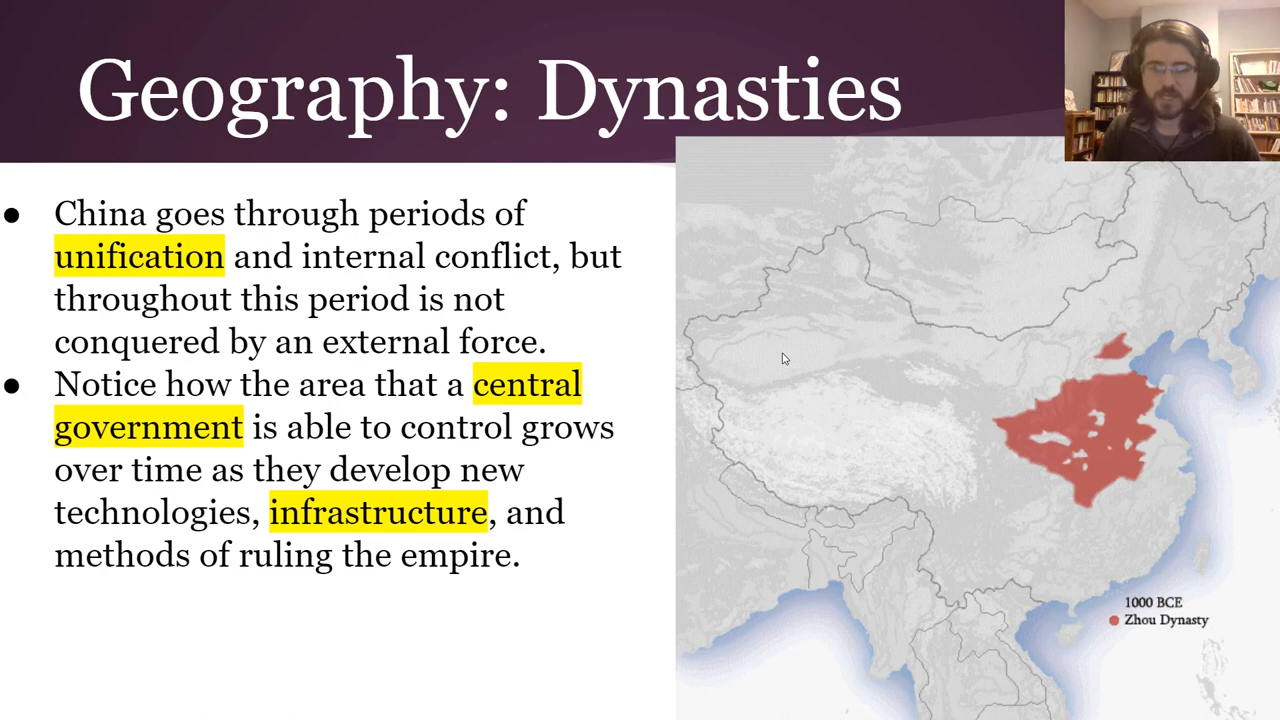 Geography: Dynasties
● China goes through periods of
unification and internal conflict, but
throughout this period is not
conquered by an external force.
● Notice how the area that a central
government is able to control grows
over time as they develop new
technologies, infrastructure, and
methods of ruling the empire.
1000 BCE
Zhou Dynasty